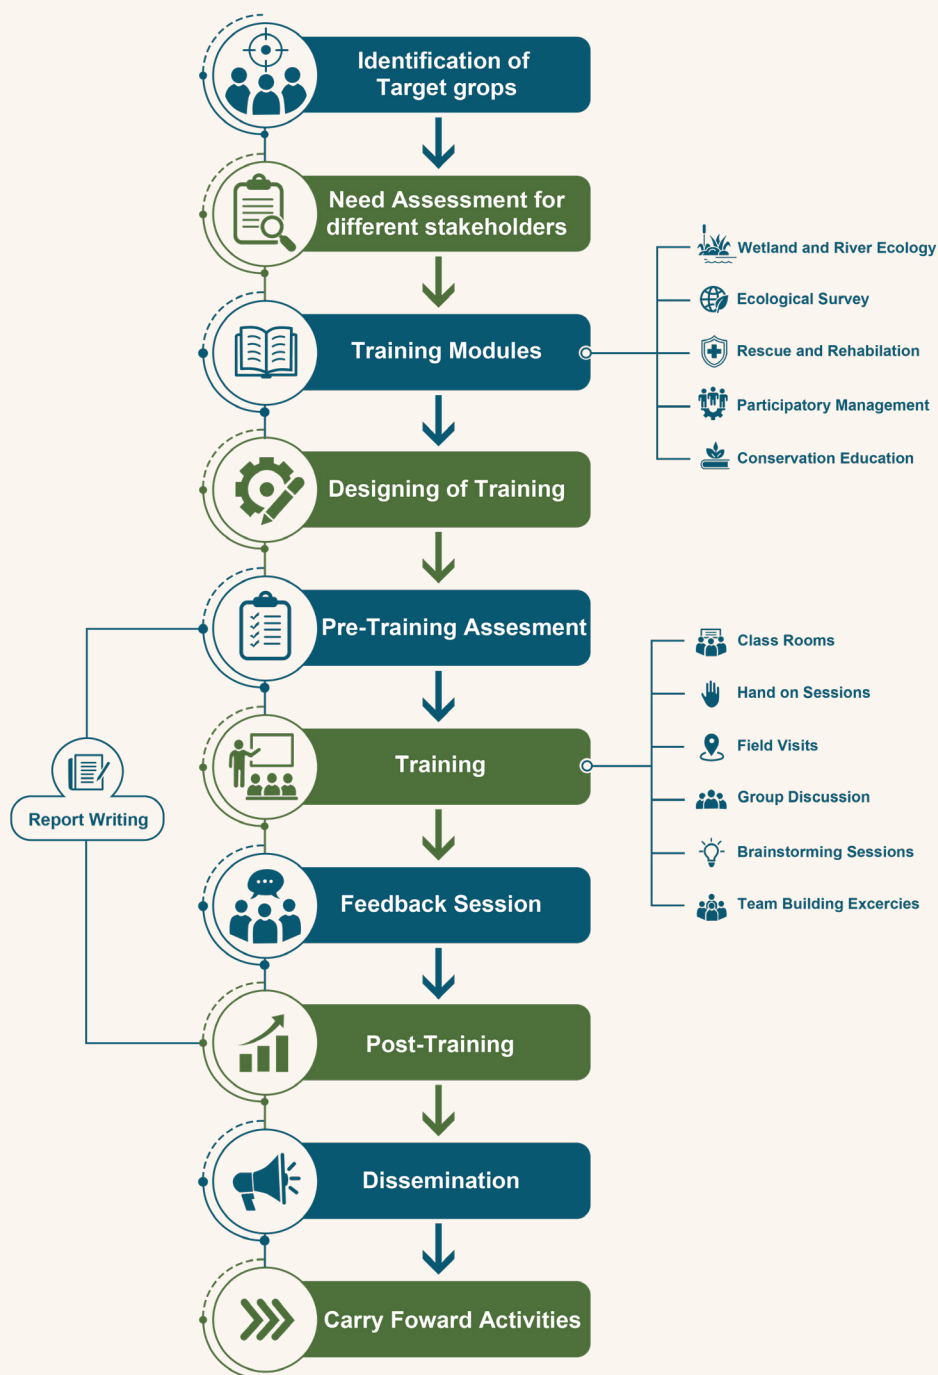 Identification of
Target grops
Need Assessment for
different stakeholders
Training Modules
Wetland and River Ecology
Ecological Survey
Rescue and Rehabilation
Participatory Management
Conservation Education
Designing of Training
Pre-Training Assesment
Training
Class Rooms
Hand on Sessions
Field Visits
Group Discussion
Brainstorming Sessions
Team Building Excercies
Report Writing
Feedback Session
Post-Training
Dissemination
Carry Foward Activities